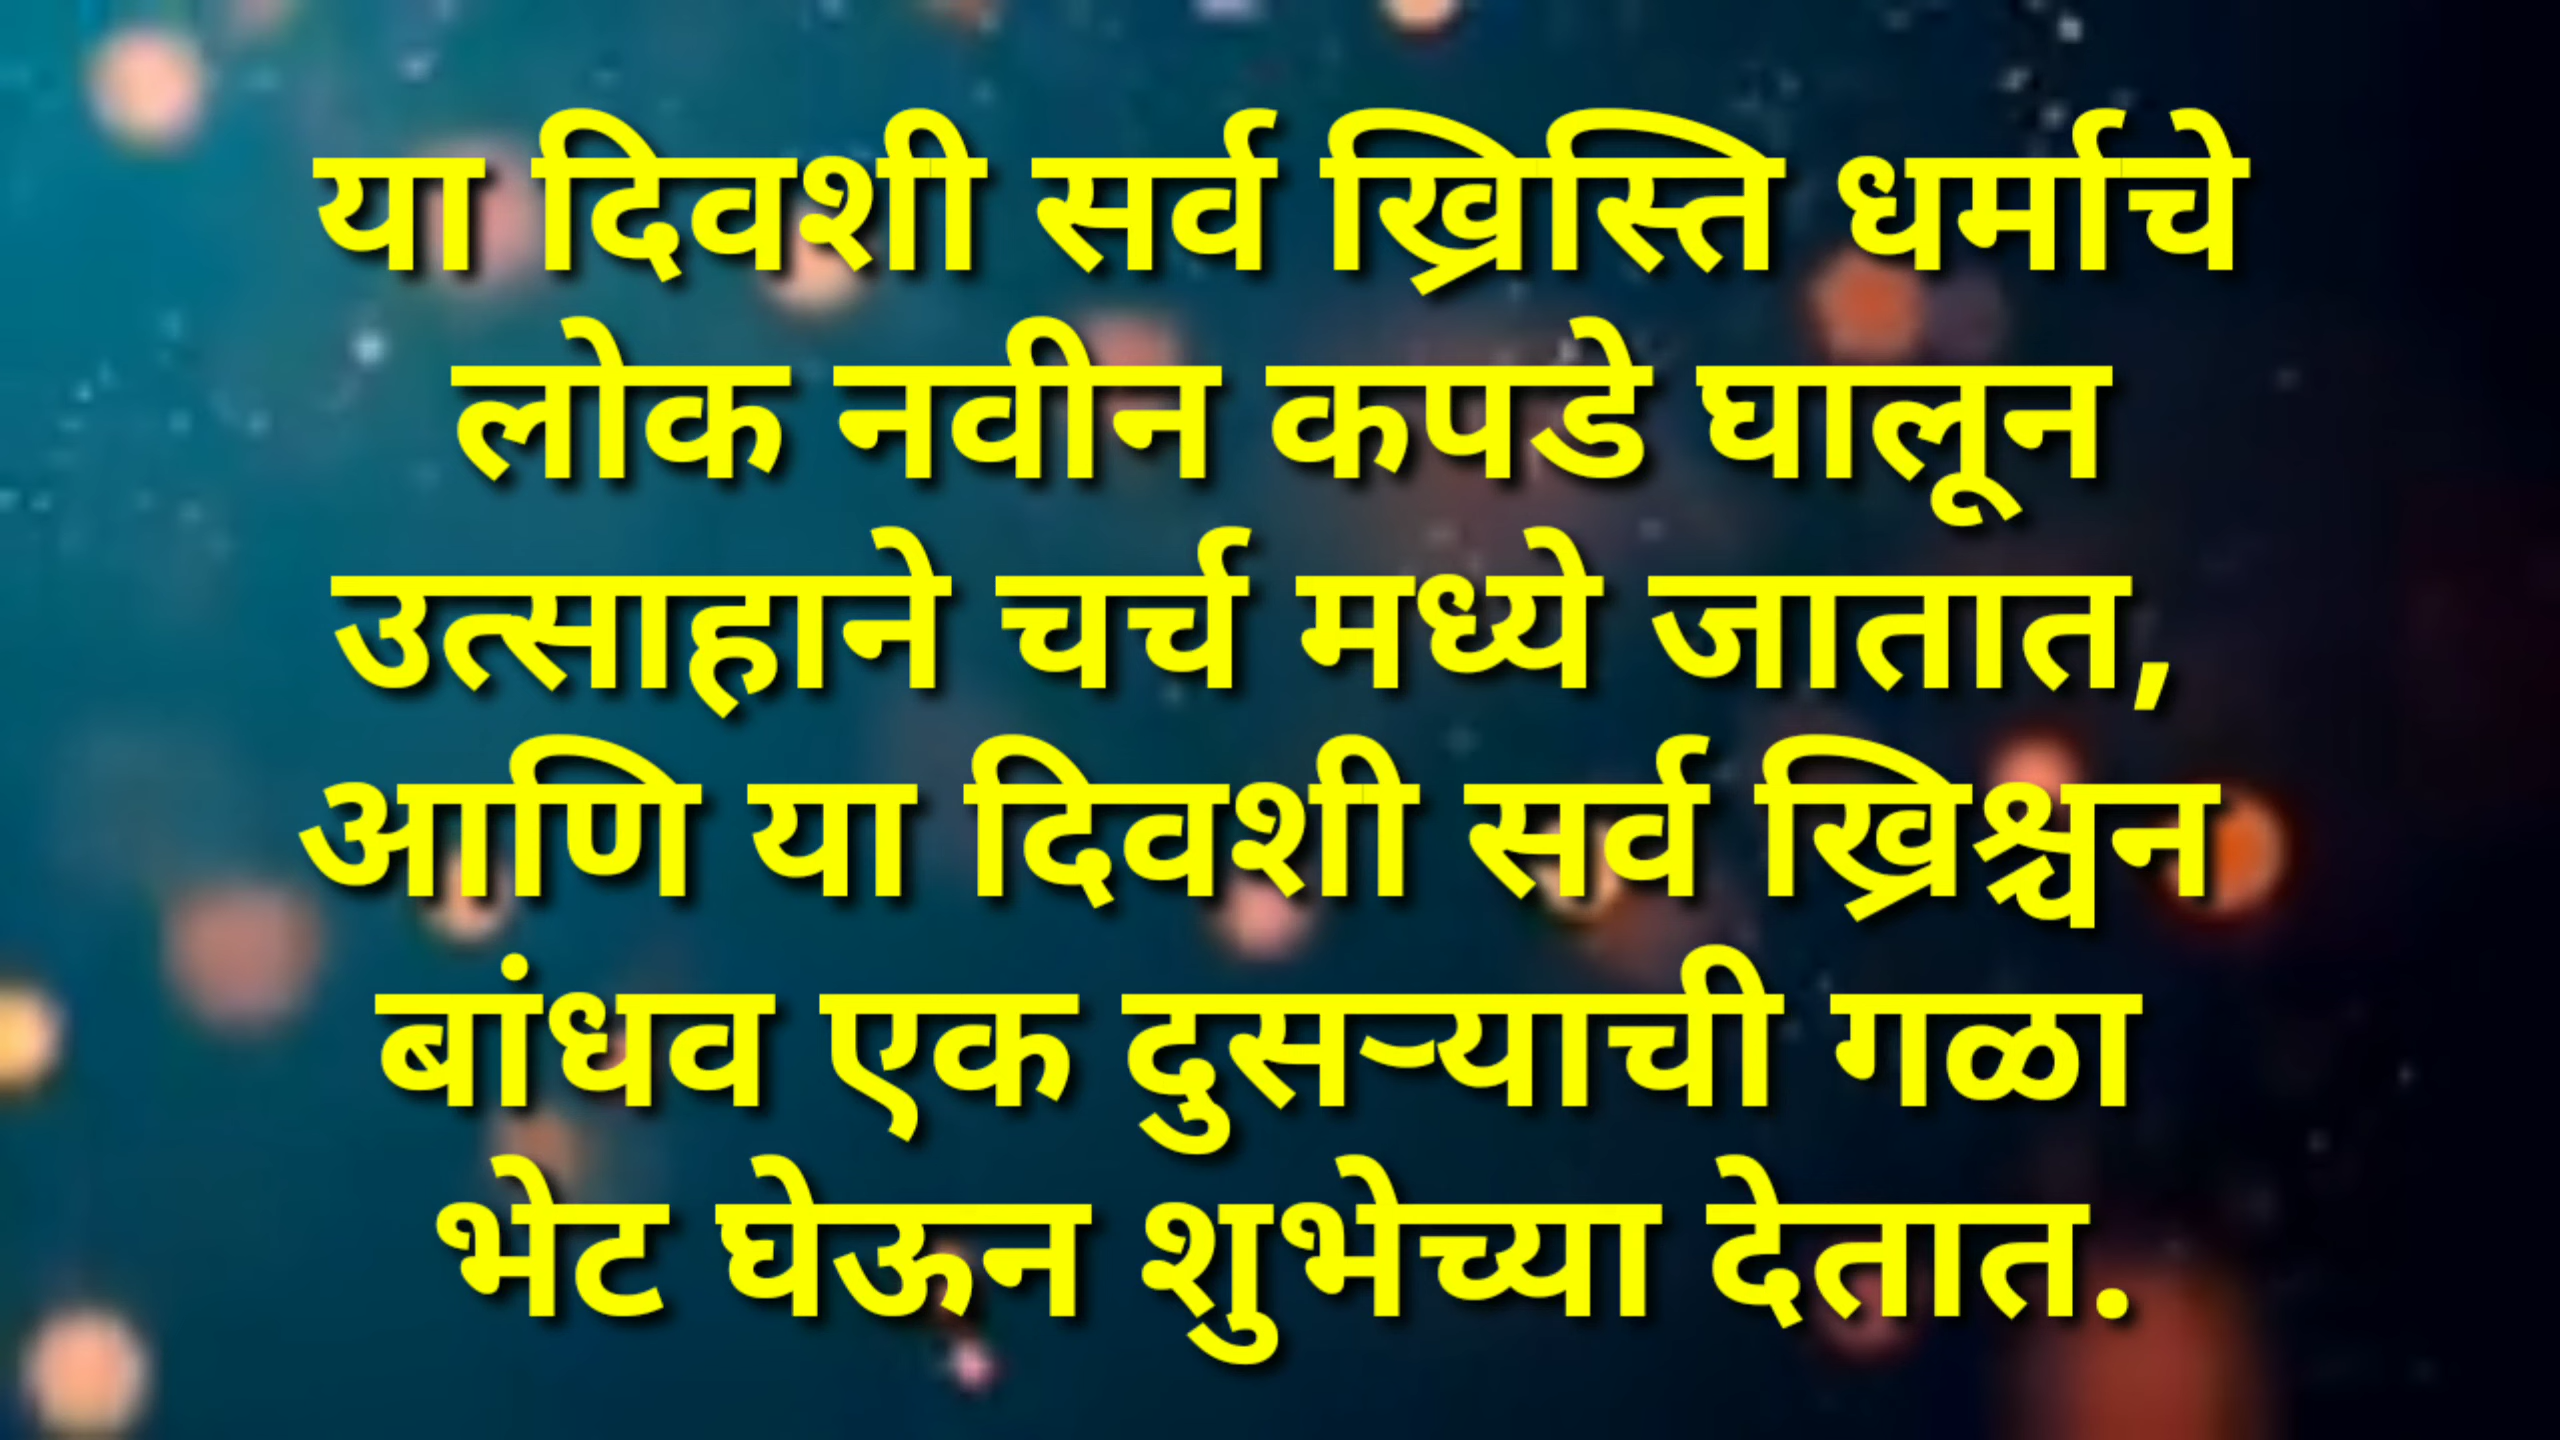 या दिवशी सर्व ख्रिस्ति धर्माचे
लोक नवीन कपडे घालून
उत्साहाने चर्च मध्ये जातात,
आणि या दिवशी सर्व ख्रिश्चन
बांधव एक दुसऱ्याची गळा
भेट घेऊन शुभेच्या देतात.